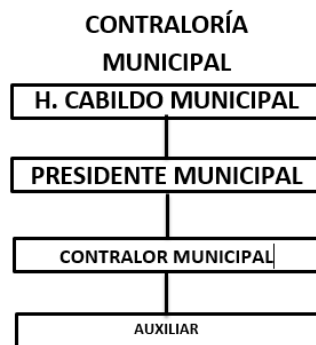 CONTRALORÍA
MUNICIPAL
H. CABILDO MUNICIPAL
PRESIDENTE MUNICIPAL
CONTRALOR MUNICIPAL
AUXILIAR